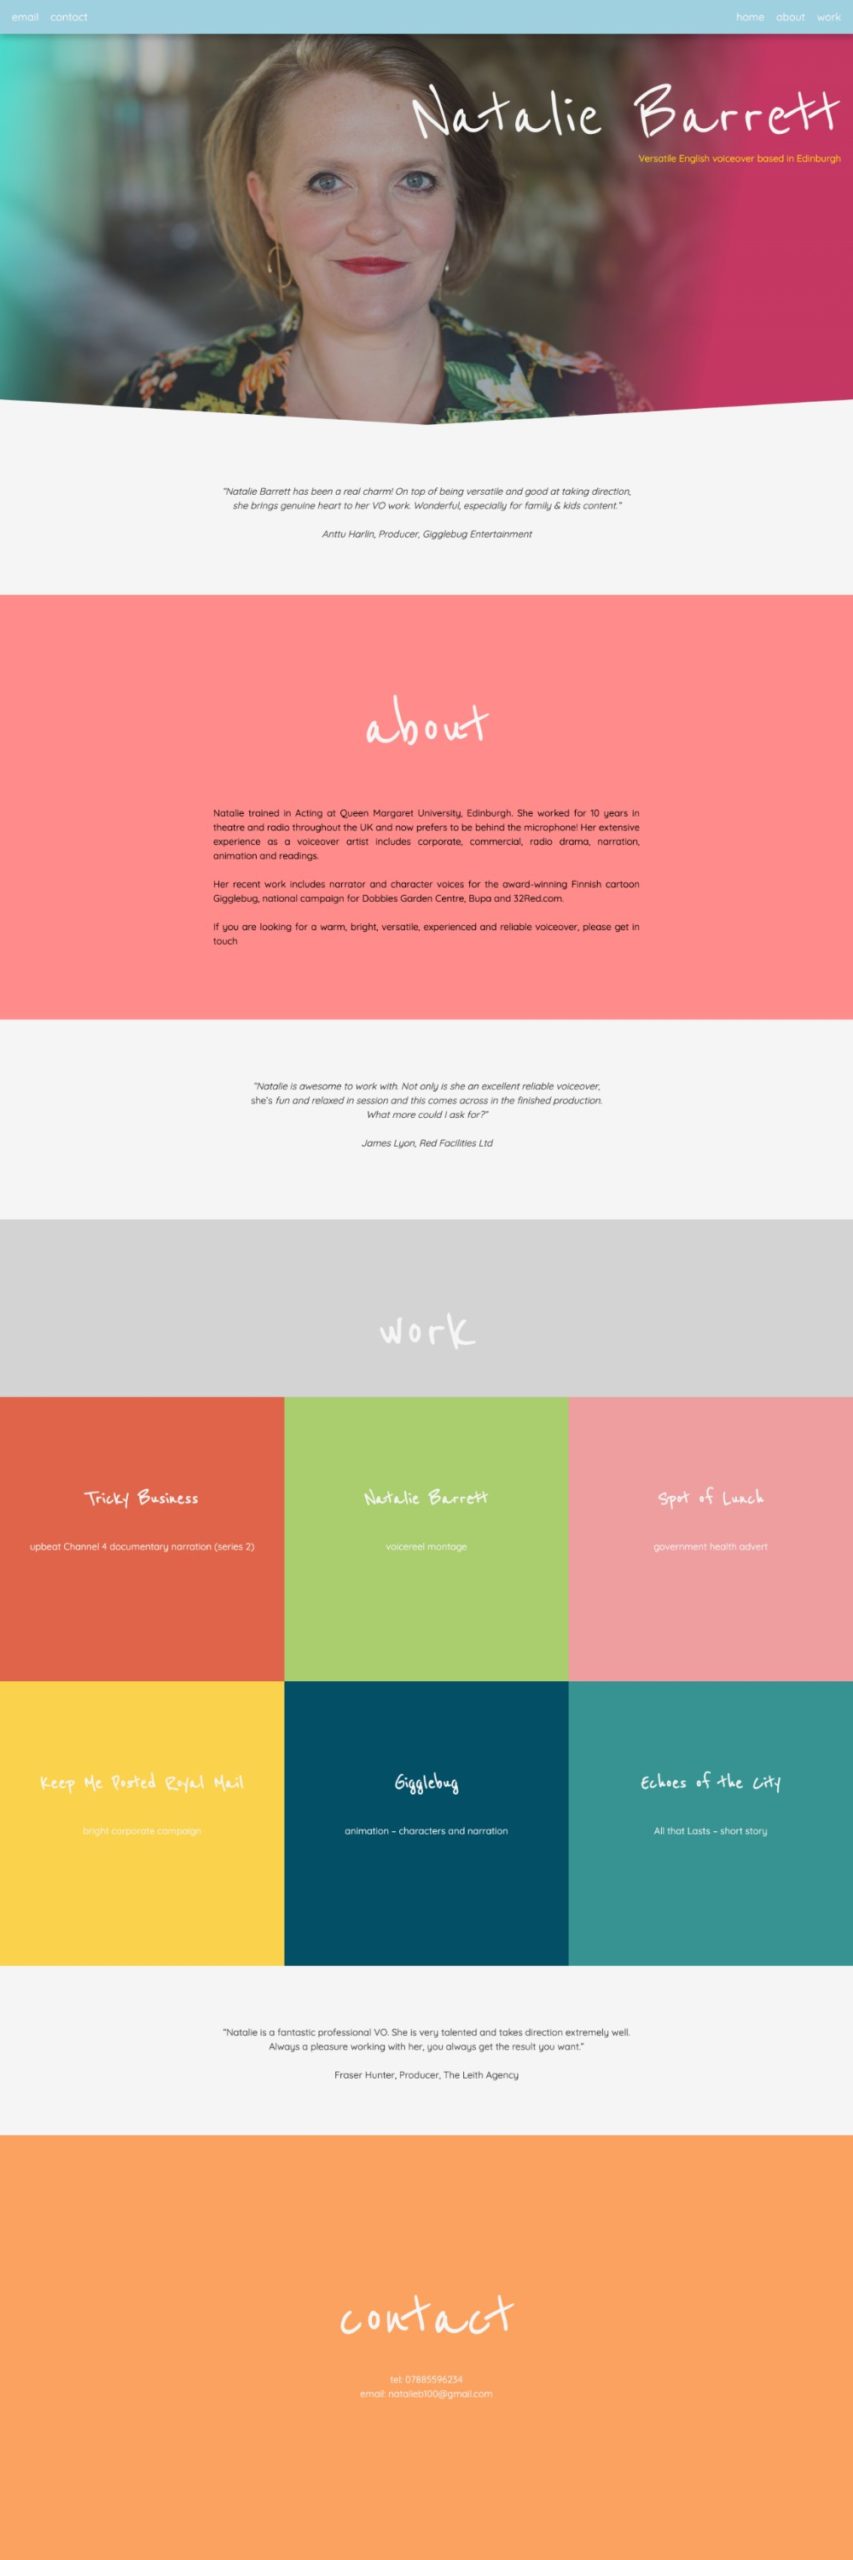 email contact
home about work
Natalie Barrett
Versatile English voiceover based in Edinburgh
"Natalie Barrett has been a real charm! On top of being versatile and good at taking direction,
she brings genuine heart to her VO work. Wonderful, especially for family & kids content."
Anttu Harlin, Producer, Gigglebug Entertainment
about
Natalie trained in Acting at Queen Margaret University, Edinburgh. She worked for 10 years in
theatre and radio throughout the UK and now prefers to be behind the microphone! Her extensive
experience as a voiceover artist includes corporate, commercial, radio drama, narration,
animation and readings.
Her recent work includes narrator and character voices for the award-winning Finnish cartoon
Gigglebug, national campaign for Dobbies Garden Centre, Bupa and 32Red.com.
If you are looking for a warm, bright, versatile, experienced and reliable voiceover, please get in
touch
"Natalie is awesome to work with. Not only is she an excellent reliable voiceover,
she's fun and relaxed in session and this comes across in the finished production.
What more could I ask for?"
James Lyon, Red Facilities Ltd
work
Tricky Business
upbeat Channel 4 documentary narration (series 2)
Natalie Barrett
voicereel montage
Spot of Lunch
government health advert
Keep Me Posted Royal Mail
bright corporate campaign
Gigglebug
animation – characters and narration
Echoes of the City
All that Lasts – short story
"Natalie is a fantastic professional VO. She is very talented and takes direction extremely well.
Always a pleasure working with her, you always get the result you want."
Fraser Hunter, Producer, The Leith Agency
contact
tel: 07885596234
email: natalieb100@gmail.com